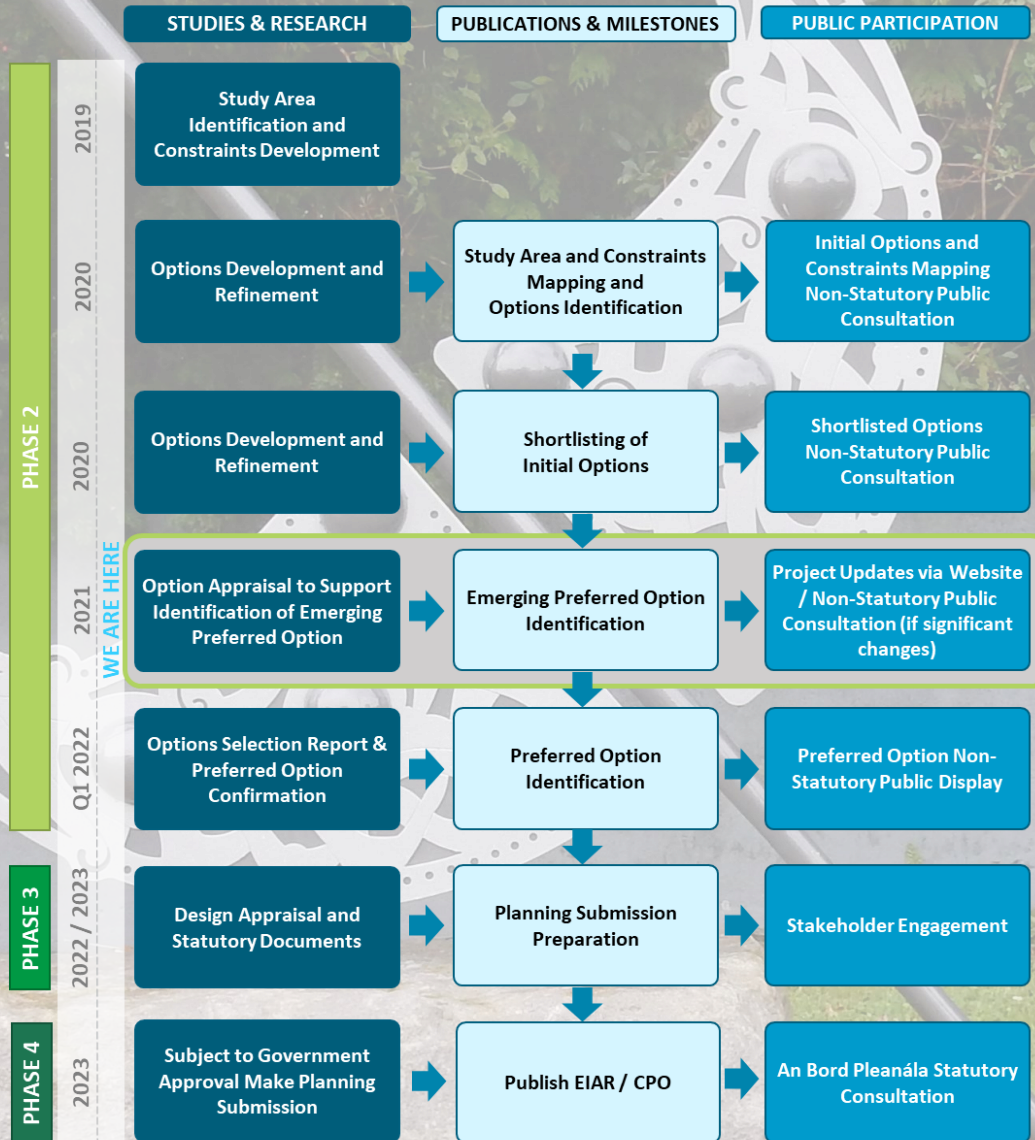 STUDIES & RESEARCH
PUBLICATIONS & MILESTONES
PUBLIC PARTICIPATION
PHASE 2
2019
Study Area
Identification and
Constraints Development
2020
Options Development and
Refinement
Study Area and Constraints
Mapping and
Options Identification
Initial Options and
Constraints Mapping
Non-Statutory Public
Consultation
2020
Options Development and
Refinement
Shortlisting of
Initial Options
Shortlisted Options
Non-Statutory Public
Consultation
WE ARE HERE
2021
Option Appraisal to Support
Identification of Emerging
Preferred Option
Emerging Preferred Option
Identification
Project Updates via Website
/ Non-Statutory Public
Consultation (if significant
changes)
Q1 2022
Options Selection Report &
Preferred Option
Confirmation
Preferred Option
Identification
Preferred Option Non-
Statutory Public Display
PHASE 3
2022 / 2023
Design Appraisal and
Statutory Documents
Planning Submission
Preparation
Stakeholder Engagement
PHASE 4
2023
Subject to Government
Approval Make Planning
Submission
Publish EIAR / CPO
An Bord Pleanála Statutory
Consultation